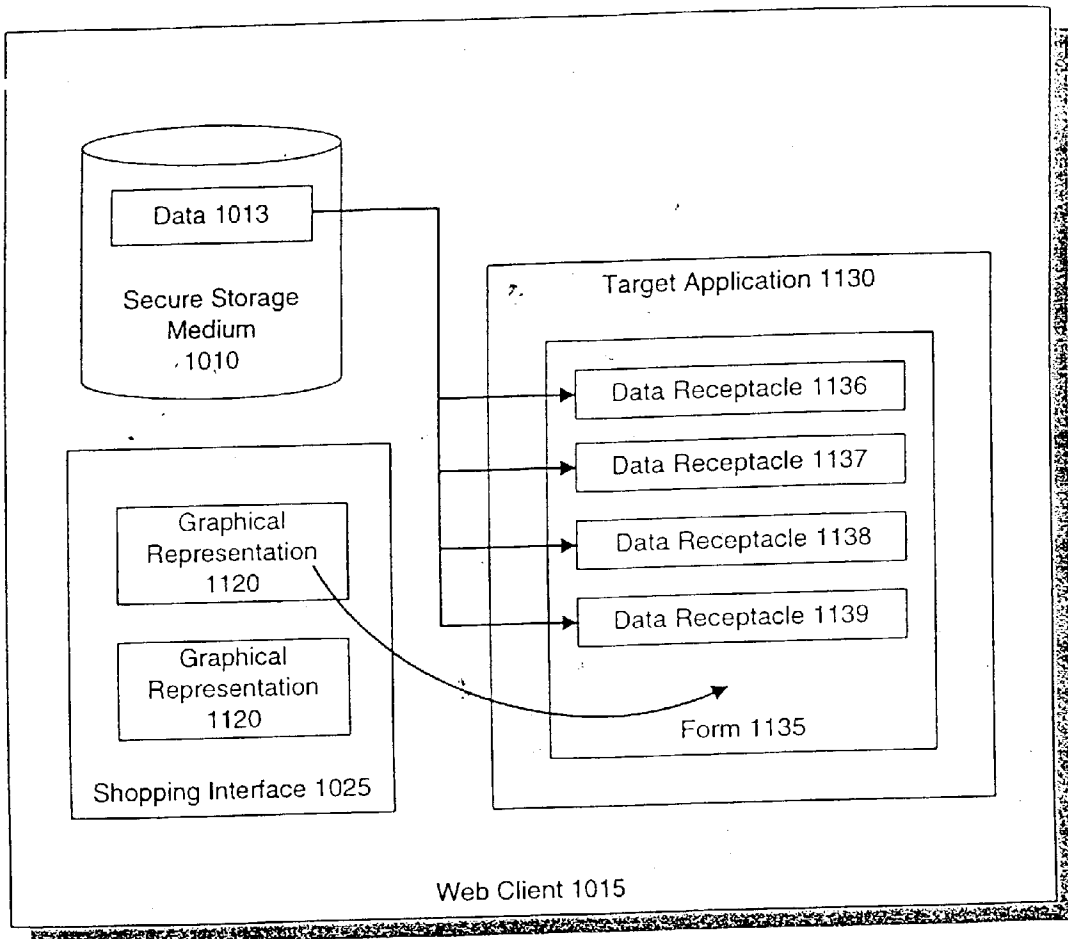 Data 1013
Secure Storage
Medium
1010
Target Application 1130
Data Receptacle 1136
Data Receptacle 1137
Data Receptacle 1138
Data Receptacle 1139
Form 1135
Graphical
Representation
1120
Graphical
Representation
1120
Shopping Interface 1025
Web Client 1015